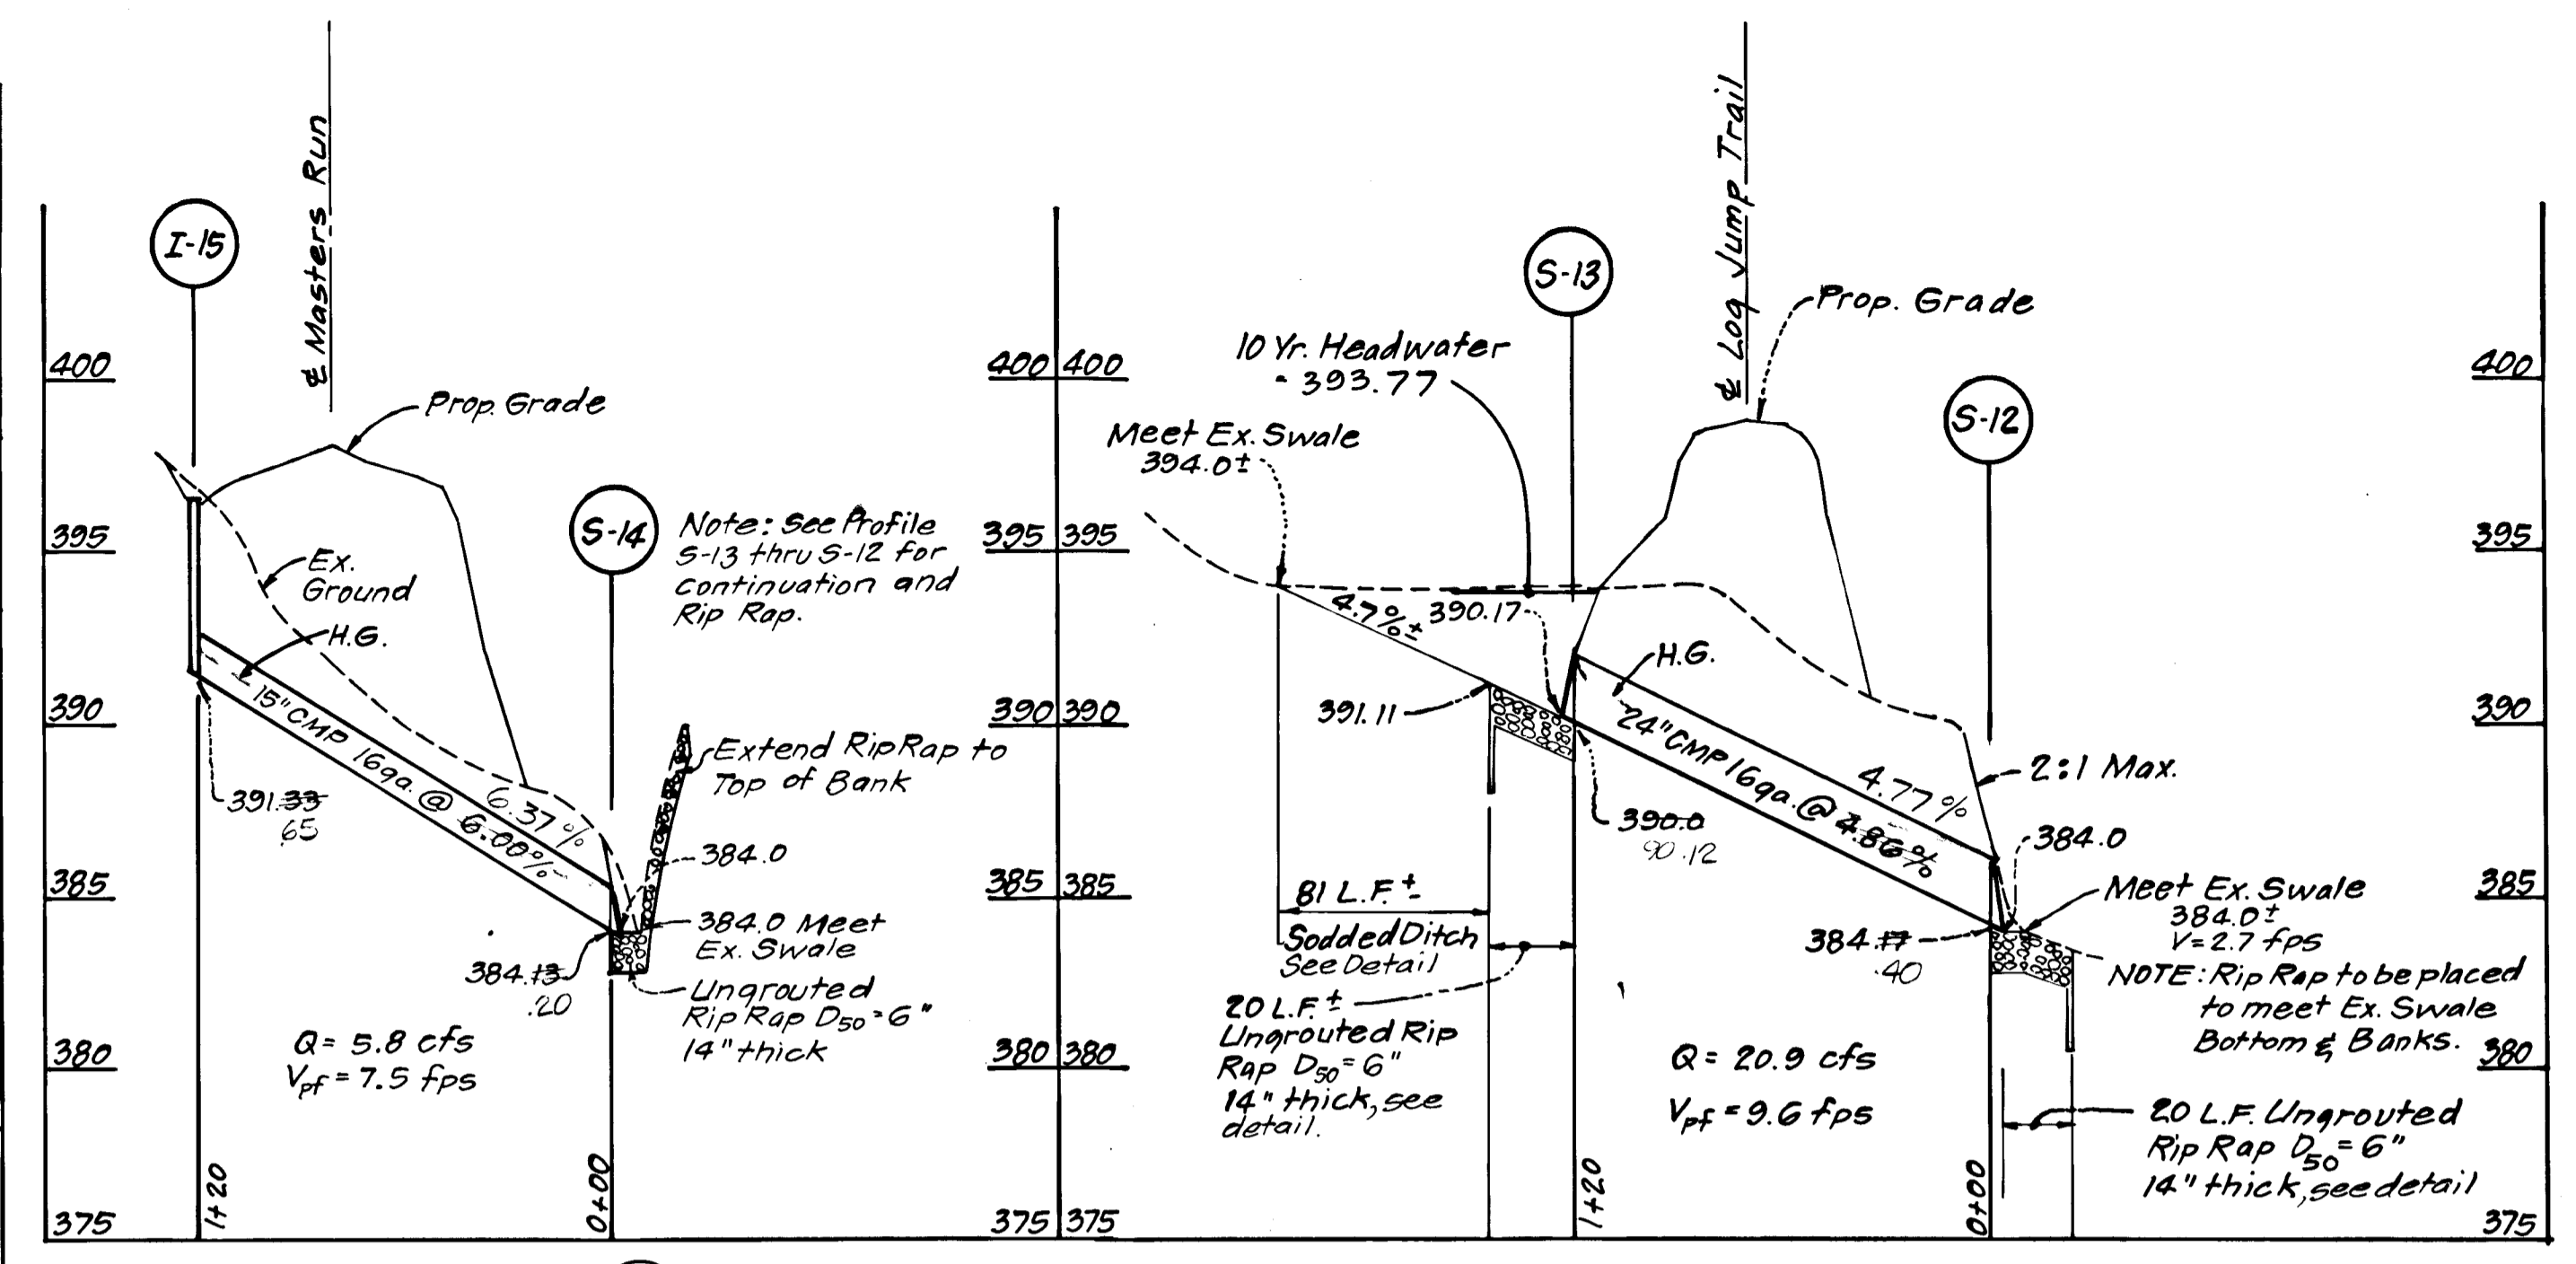 ℄ Masters Run
I-15
400
Prop. Grade
395
Ex.
Ground
H.G.
15" CMP 16ga. @ 6.00%
6.37%
390
391.33
65
385
380
375
1+20
0+00
Q = 5.8 cfs
Vpf = 7.5 fps
S-14
Note: See Profile
S-13 thru S-12 for
continuation and
Rip Rap.
Extend Rip Rap to
Top of Bank
384.0
384.0 Meet
Ex. Swale
384.13
.20
Ungrouted
Rip Rap D50 = 6"
14" thick
400 400
395 395
390 390
385 385
380 380
375 375
℄ Log Jump Trail
S-13
Prop. Grade
10 Yr. Headwater
= 393.77
Meet Ex. Swale
394.0±
4.7%±
390.17
H.G.
24" CMP 16ga. @ 4.86%
4.77%
391.11
390.0
90.12
81 L.F.±
Sodded Ditch
See Detail
20 L.F.±
Ungrouted Rip
Rap D50 = 6"
14" thick, see
detail.
1+20
Q = 20.9 cfs
Vpf = 9.6 fps
S-12
2:1 Max.
384.0
Meet Ex. Swale
384.0±
V = 2.7 fps
384.17
.40
NOTE: Rip Rap to be placed
to meet Ex. Swale
Bottom & Banks.
20 L.F. Ungrouted
Rip Rap D50 = 6"
14" thick, see detail
0+00
400
395
390
385
380
375